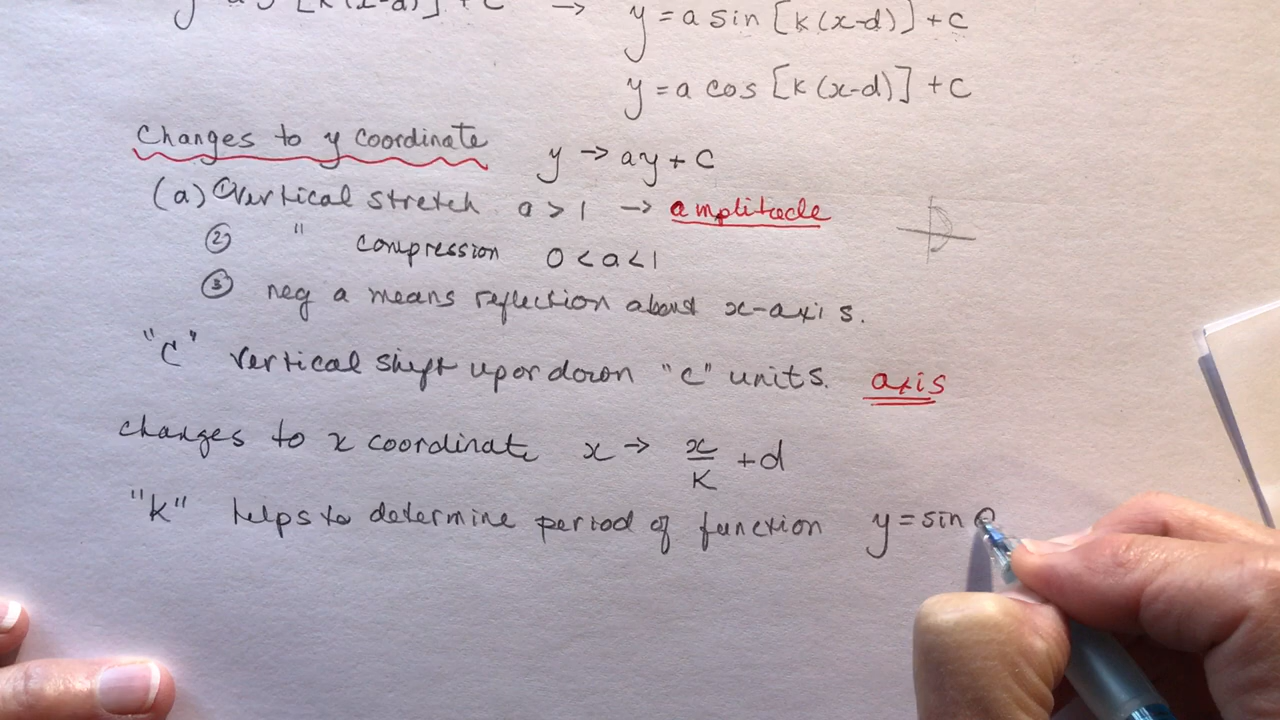 y a y [k(x-d)] + C → y = a sin [k(x-d)] + C
y = a cos [k(x-d)] + C
Changes to y coordinate y → ay + C
(a) ① Vertical stretch a > 1 → amplitude
② " compression 0 < a < 1
③ neg a means reflection about x-axis.
"C" vertical shift up or down "c" units. axis
changes to x coordinate x → x/K + d
"K" helps to determine period of function y = sin θ